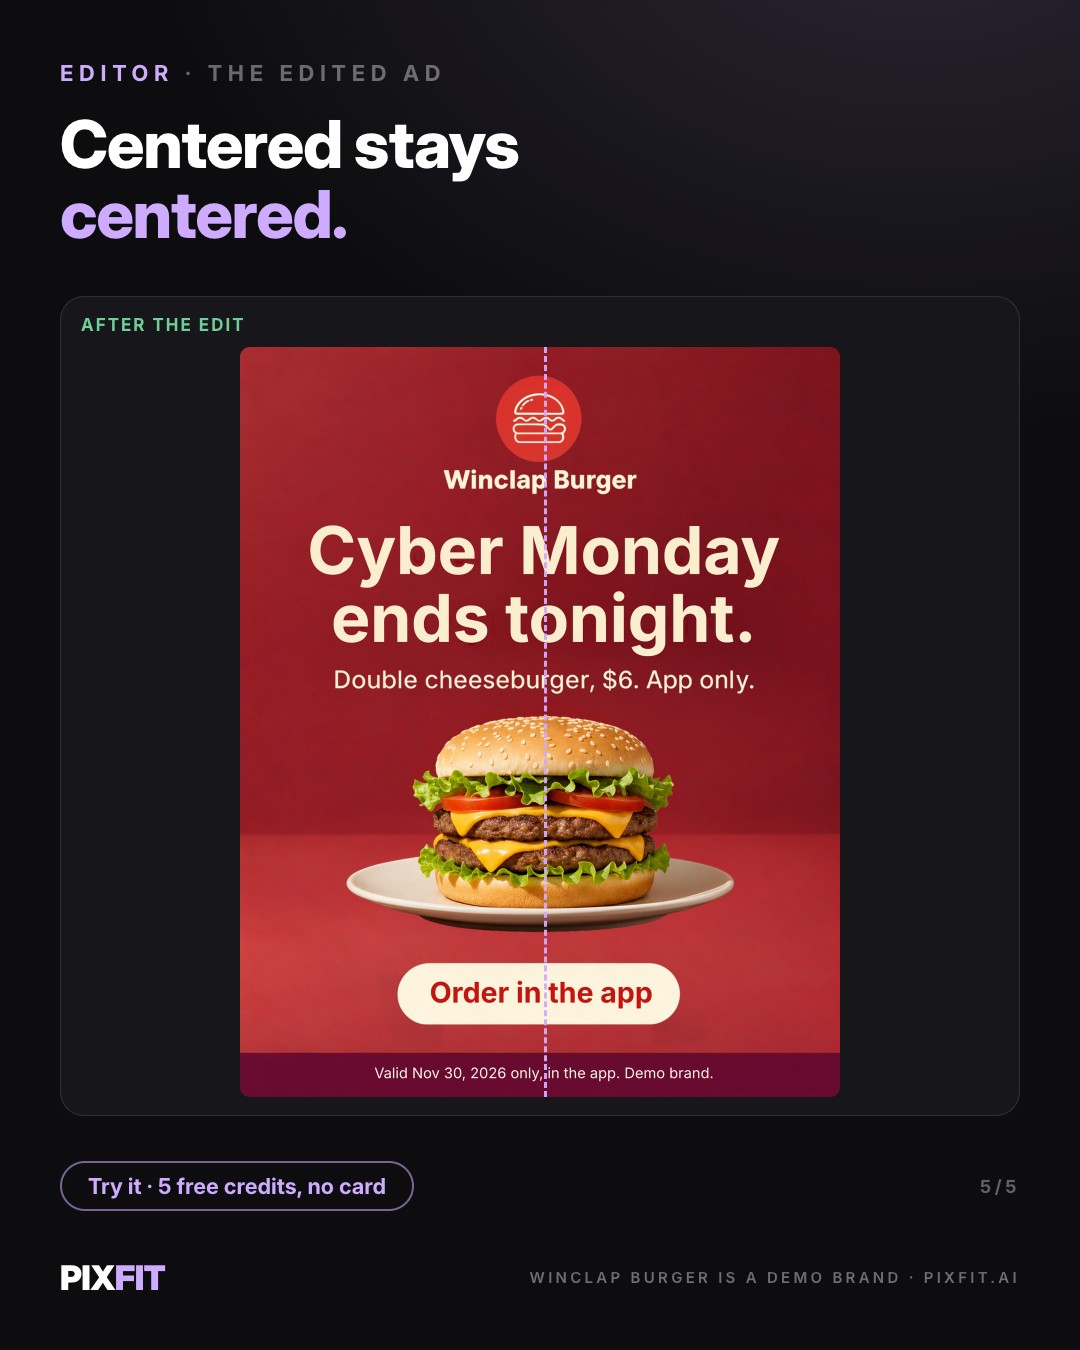 EDITOR · THE EDITED AD
Centered stays
centered.
AFTER THE EDIT
Winclap Burger
Cyber Monday
ends tonight.
Double cheeseburger, $6. App only.
Order in the app
Valid Nov 30, 2026 only, in the app. Demo brand.
Try it · 5 free credits, no card
5/5
PIXFIT
WINCLAP BURGER IS A DEMO BRAND · PIXFIT.AI